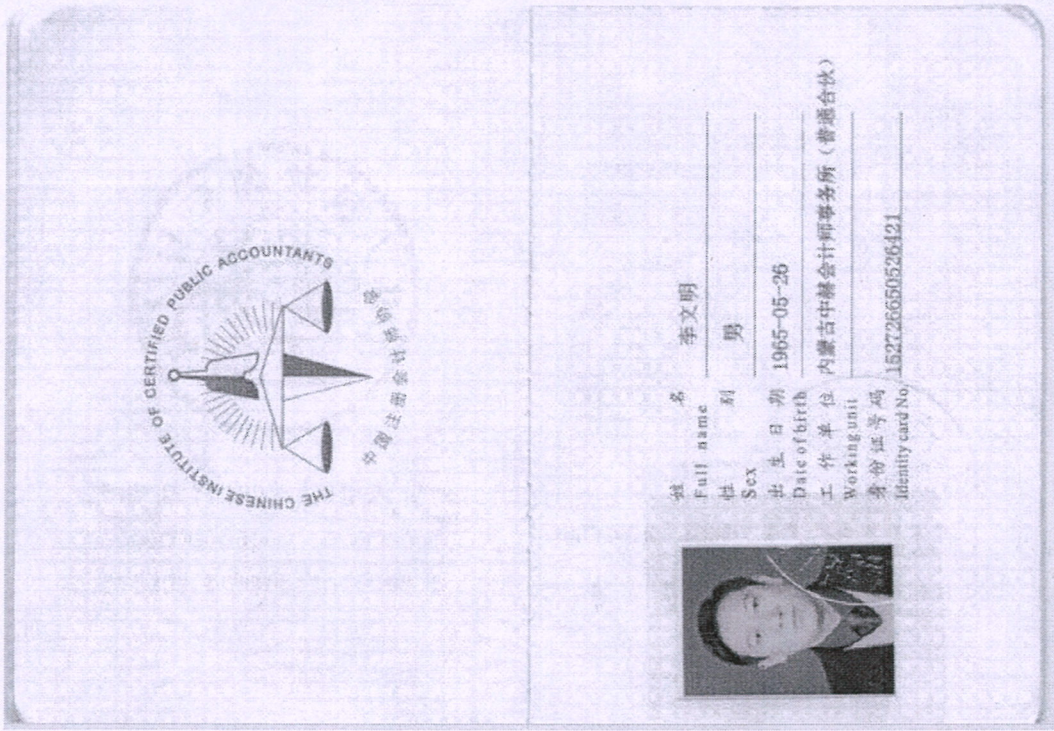 THE CHINESE INSTITUTE OF CERTIFIED PUBLIC ACCOUNTANTS
中国注册会计师协会
姓 名 李文明
Full name
性 别 男
Sex
出 生 日 期 1965-05-26
Date of birth
工 作 单 位 内蒙古中赫会计师事务所（普通合伙）
Working unit
身份证号码 152726650526421
Identity card No.